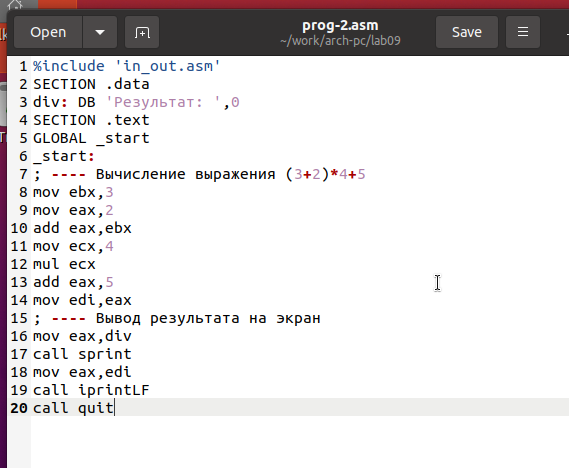 Open
prog-2.asm
~/work/arch-pc/lab09
Save
1 %include 'in_out.asm'
2 SECTION .data
3 div: DB 'Результат: ',0
4 SECTION .text
5 GLOBAL _start
6 _start:
7 ; ---- Вычисление выражения (3+2)*4+5
8 mov ebx,3
9 mov eax,2
10 add eax,ebx
11 mov ecx,4
12 mul ecx
13 add eax,5
14 mov edi,eax
15 ; ---- Вывод результата на экран
16 mov eax,div
17 call sprint
18 mov eax,edi
19 call iprintLF
20 call quit